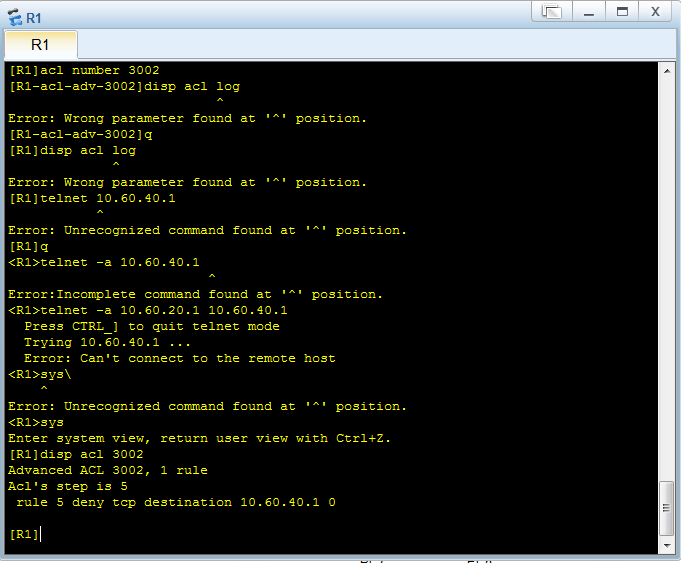 R1
R1
[R1]acl number 3002
[R1-acl-adv-3002]disp acl log
^
Error: Wrong parameter found at '^' position.
[R1-acl-adv-3002]q
[R1]disp acl log
^
Error: Wrong parameter found at '^' position.
[R1]telnet 10.60.40.1
^
Error: Unrecognized command found at '^' position.
[R1]q
<R1>telnet -a 10.60.40.1
^
Error:Incomplete command found at '^' position.
<R1>telnet -a 10.60.20.1 10.60.40.1
Press CTRL_] to quit telnet mode
Trying 10.60.40.1 ...
Error: Can't connect to the remote host
<R1>sys\
^
Error: Unrecognized command found at '^' position.
<R1>sys
Enter system view, return user view with Ctrl+Z.
[R1]disp acl 3002
Advanced ACL 3002, 1 rule
Acl's step is 5
rule 5 deny tcp destination 10.60.40.1 0
[R1]